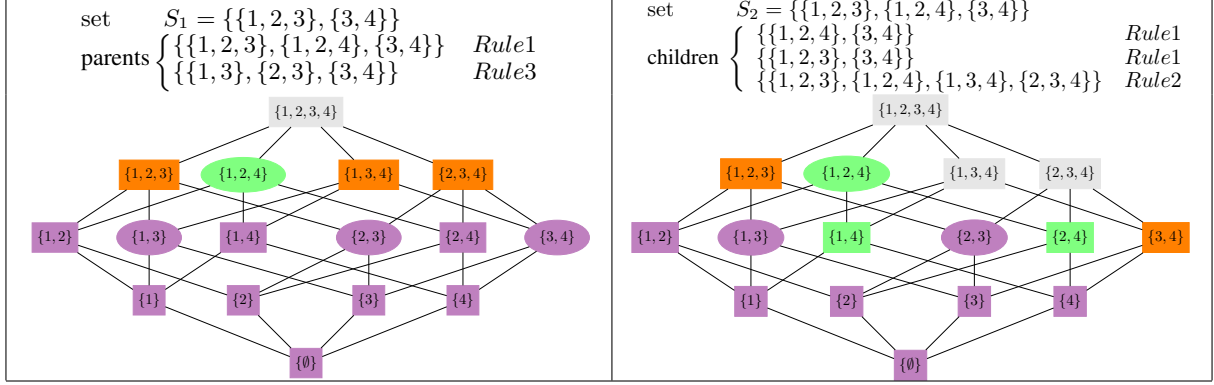 set S₁ = {{1, 2, 3}, {3, 4}}
parents { {{1, 2, 3}, {1, 2, 4}, {3, 4}} Rule1
{{1, 3}, {2, 3}, {3, 4}} Rule3
{1, 2, 3, 4}
{1, 2, 3} {1, 2, 4} {1, 3, 4} {2, 3, 4}
{1, 2} {1, 3} {1, 4} {2, 3} {2, 4} {3, 4}
{1} {2} {3} {4}
{∅}
set S₂ = {{1, 2, 3}, {1, 2, 4}, {3, 4}}
{{1, 2, 4}, {3, 4}} Rule1
children { {{1, 2, 3}, {3, 4}} Rule1
{{1, 2, 3}, {1, 2, 4}, {1, 3, 4}, {2, 3, 4}} Rule2
{1, 2, 3, 4}
{1, 2, 3} {1, 2, 4} {1, 3, 4} {2, 3, 4}
{1, 2} {1, 3} {1, 4} {2, 3} {2, 4} {3, 4}
{1} {2} {3} {4}
{∅}